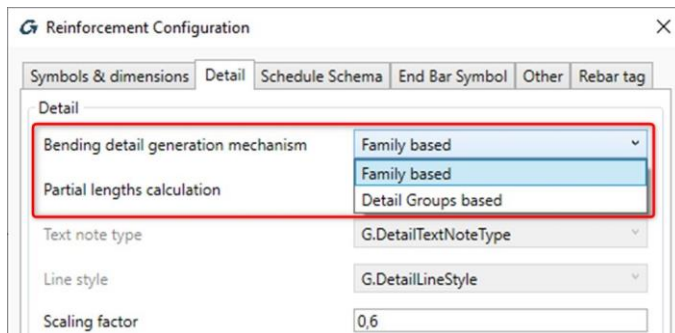 Reinforcement Configuration
Symbols & dimensions Detail Schedule Schema End Bar Symbol Other Rebar tag
Detail
Bending detail generation mechanism Family based
Family based
Partial lengths calculation
Detail Groups based
Text note type G.DetailTextNoteType
Line style G.DetailLineStyle
Scaling factor 0,6